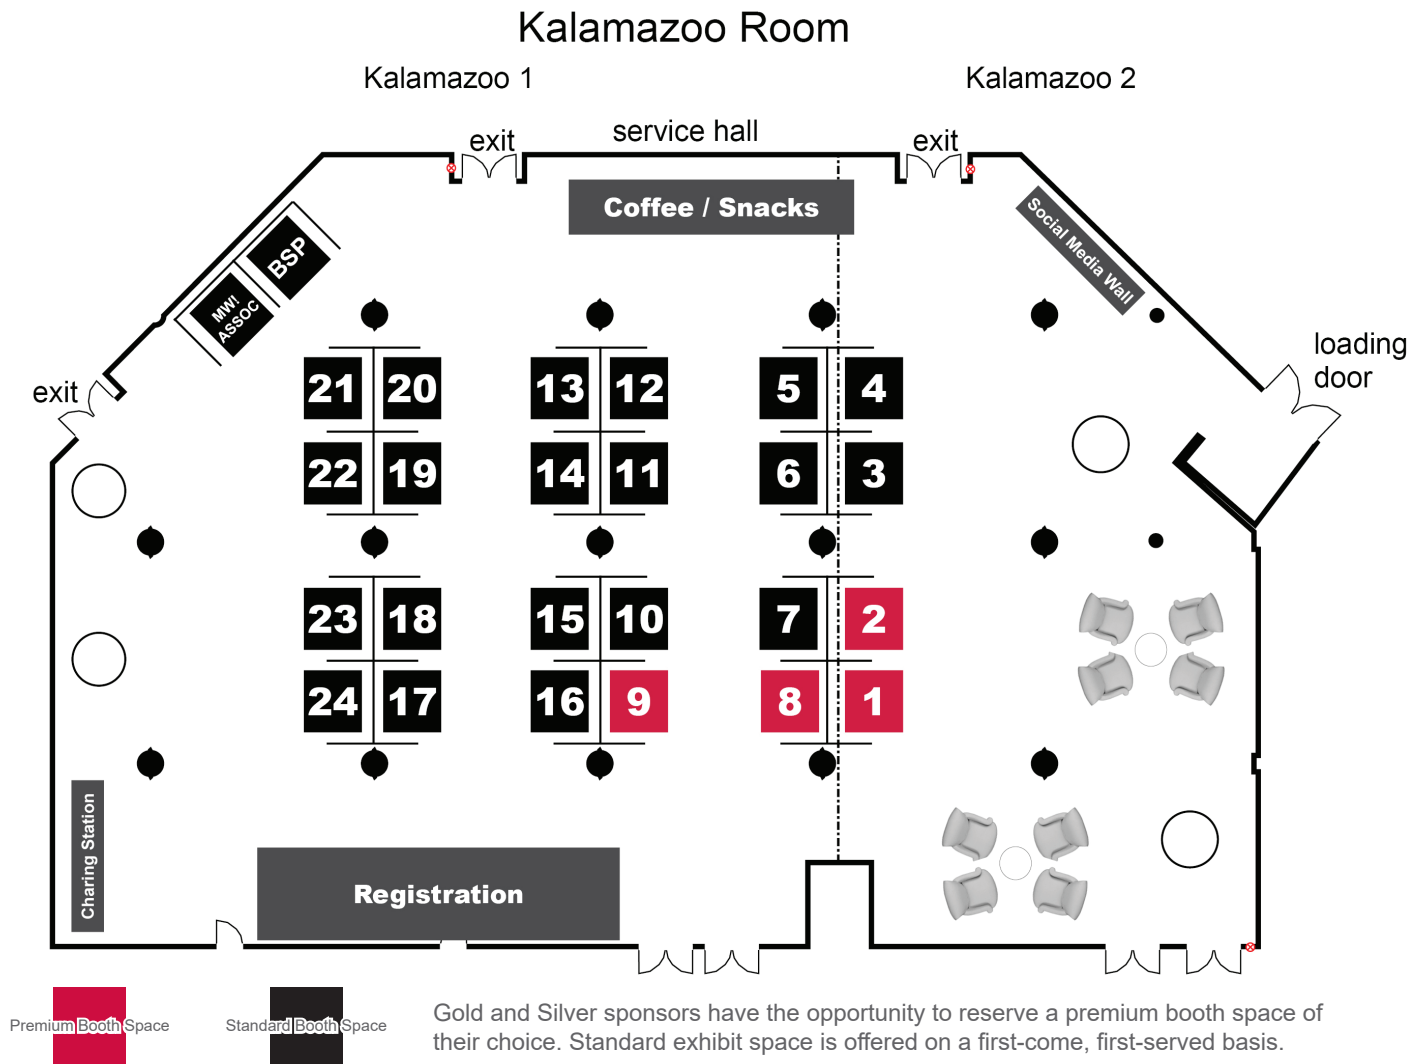 Kalamazoo Room
Kalamazoo 1
Kalamazoo 2
exit
service hall
exit
Coffee / Snacks
Social Media Wall
BSP
MWI
ASSOC
loading
door
exit
21 20 13 12 5 4
22 19 14 11 6 3
23 18 15 10 7 2
24 17 16 9 8 1
Charing Station
Registration
Premium Booth Space
Standard Booth Space
Gold and Silver sponsors have the opportunity to reserve a premium booth space of
their choice. Standard exhibit space is offered on a first-come, first-served basis.